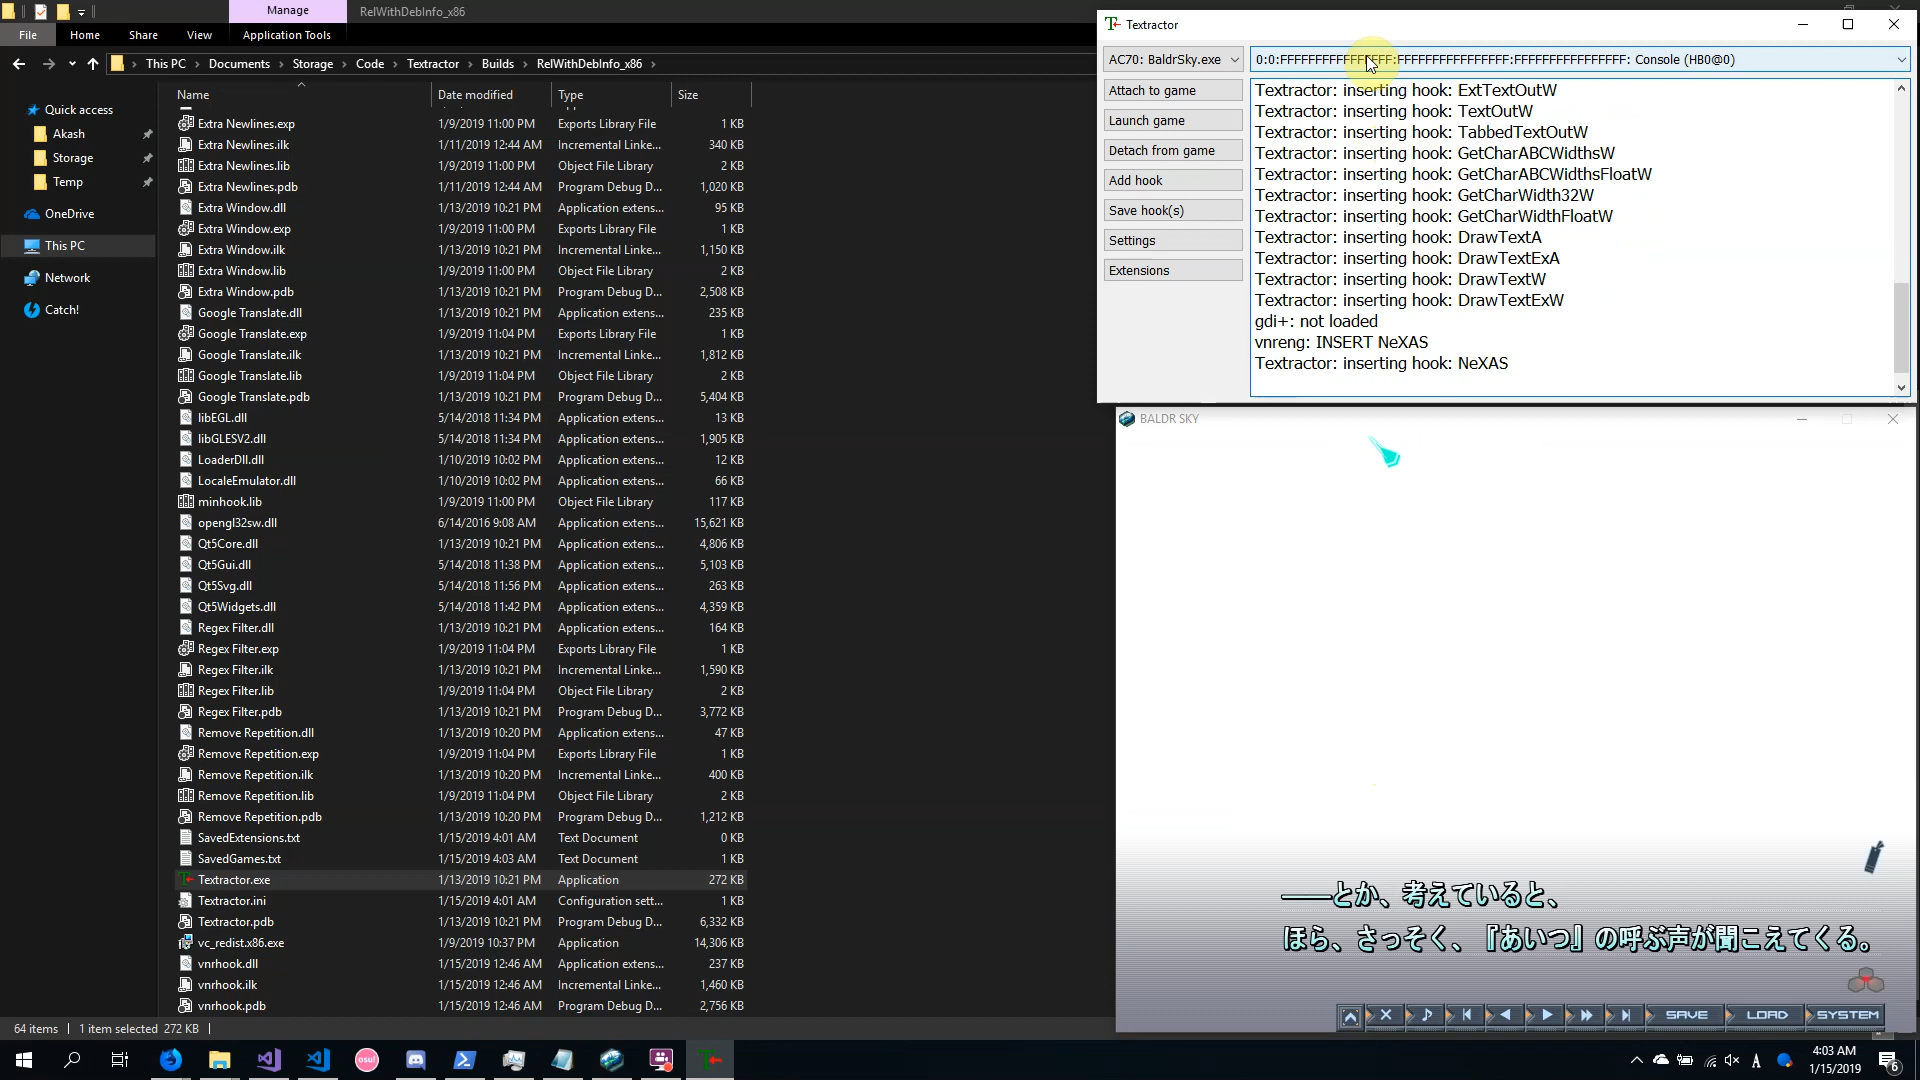 Manage
RelWithDebInfo_x86
File
Home
Share
View
Application Tools
This PC
Documents
Storage
Code
Textractor
Builds
RelWithDebInfo_x86
Quick access
Akash
Storage
Temp
OneDrive
This PC
Network
Catch!
Name Date modified Type Size
Extra Newlines.exp 1/9/2019 11:00 PM Exports Library File 1 KB
Extra Newlines.ilk 1/11/2019 12:44 AM Incremental Linke... 340 KB
Extra Newlines.lib 1/9/2019 11:00 PM Object File Library 2 KB
Extra Newlines.pdb 1/11/2019 12:44 AM Program Debug D... 1,020 KB
Extra Window.dll 1/13/2019 10:21 PM Application extens... 95 KB
Extra Window.exp 1/9/2019 11:00 PM Exports Library File 1 KB
Extra Window.ilk 1/13/2019 10:21 PM Incremental Linke... 1,150 KB
Extra Window.lib 1/9/2019 11:00 PM Object File Library 2 KB
Extra Window.pdb 1/13/2019 10:21 PM Program Debug D... 2,508 KB
Google Translate.dll 1/13/2019 10:21 PM Application extens... 235 KB
Google Translate.exp 1/9/2019 11:04 PM Exports Library File 1 KB
Google Translate.ilk 1/13/2019 10:21 PM Incremental Linke... 1,812 KB
Google Translate.lib 1/9/2019 11:04 PM Object File Library 2 KB
Google Translate.pdb 1/13/2019 10:21 PM Program Debug D... 5,404 KB
libEGL.dll 5/14/2018 11:34 PM Application extens... 13 KB
libGLESV2.dll 5/14/2018 11:34 PM Application extens... 1,905 KB
LoaderDll.dll 1/10/2019 10:02 PM Application extens... 12 KB
LocaleEmulator.dll 1/10/2019 10:02 PM Application extens... 66 KB
minhook.lib 1/9/2019 11:00 PM Object File Library 117 KB
opengl32sw.dll 6/14/2016 9:08 AM Application extens... 15,621 KB
Qt5Core.dll 1/13/2019 10:21 PM Application extens... 4,806 KB
Qt5Gui.dll 5/14/2018 11:38 PM Application extens... 5,103 KB
Qt5Svg.dll 5/14/2018 11:56 PM Application extens... 263 KB
Qt5Widgets.dll 5/14/2018 11:42 PM Application extens... 4,359 KB
Regex Filter.dll 1/13/2019 10:21 PM Application extens... 164 KB
Regex Filter.exp 1/9/2019 11:04 PM Exports Library File 1 KB
Regex Filter.ilk 1/13/2019 10:21 PM Incremental Linke... 1,590 KB
Regex Filter.lib 1/9/2019 11:04 PM Object File Library 2 KB
Regex Filter.pdb 1/13/2019 10:21 PM Program Debug D... 3,772 KB
Remove Repetition.dll 1/13/2019 10:21 PM Application extens... 47 KB
Remove Repetition.exp 1/9/2019 11:04 PM Exports Library File 1 KB
Remove Repetition.ilk 1/13/2019 10:20 PM Incremental Linke... 400 KB
Remove Repetition.lib 1/9/2019 11:04 PM Object File Library 2 KB
Remove Repetition.pdb 1/13/2019 10:20 PM Program Debug D... 1,212 KB
SavedExtensions.txt 1/15/2019 4:01 AM Text Document 0 KB
SavedGames.txt 1/15/2019 4:03 AM Text Document 1 KB
Textractor.exe 1/13/2019 10:21 PM Application 272 KB
Textractor.ini 1/15/2019 4:01 AM Configuration sett... 1 KB
Textractor.pdb 1/13/2019 10:21 PM Program Debug D... 6,332 KB
vc_redist.x86.exe 1/9/2019 10:37 PM Application 14,306 KB
vnrhook.dll 1/15/2019 12:46 AM Application extens... 237 KB
vnrhook.ilk 1/15/2019 12:46 AM Incremental Linke... 1,460 KB
vnrhook.pdb 1/15/2019 12:46 AM Program Debug D... 2,756 KB
64 items 1 item selected 272 KB
Textractor
AC70: BaldrSky.exe
0:0:FFFFFFFFFFFFFFFF:FFFFFFFFFFFFFFFF:FFFFFFFFFFFFFFFF: Console (HB0@0)
Attach to game
Launch game
Detach from game
Add hook
Save hook(s)
Settings
Extensions
Textractor: inserting hook: ExtTextOutW
Textractor: inserting hook: TextOutW
Textractor: inserting hook: TabbedTextOutW
Textractor: inserting hook: GetCharABCWidthsW
Textractor: inserting hook: GetCharABCWidthsFloatW
Textractor: inserting hook: GetCharWidth32W
Textractor: inserting hook: GetCharWidthFloatW
Textractor: inserting hook: DrawTextA
Textractor: inserting hook: DrawTextExA
Textractor: inserting hook: DrawTextW
Textractor: inserting hook: DrawTextExW
gdi+: not loaded
vnreng: INSERT NeXAS
Textractor: inserting hook: NeXAS
BALDR SKY
――とか、考えていると、
ほら、さっそく、『あいつ』の呼ぶ声が聞こえてくる。
SAVE
LOAD
SYSTEM
osu!
A
4:03 AM
1/15/2019
6